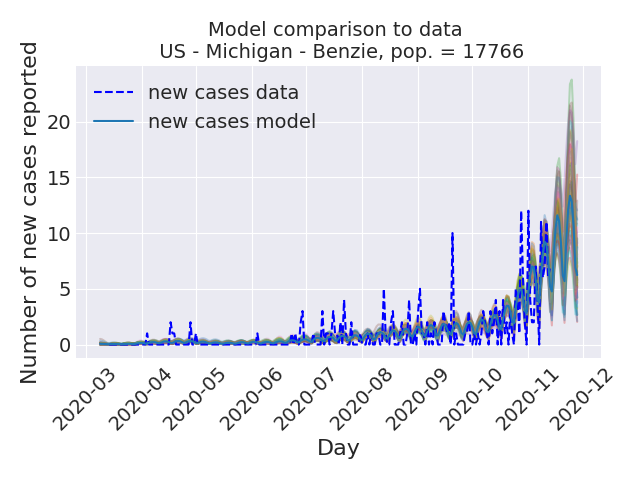 Model comparison to data
US - Michigan - Benzie, pop. = 17766
Number of new cases reported
new cases data
new cases model
20
15
10
5
0
2020-03
2020-04
2020-05
2020-06
2020-07
2020-08
2020-09
2020-10
2020-11
2020-12
Day